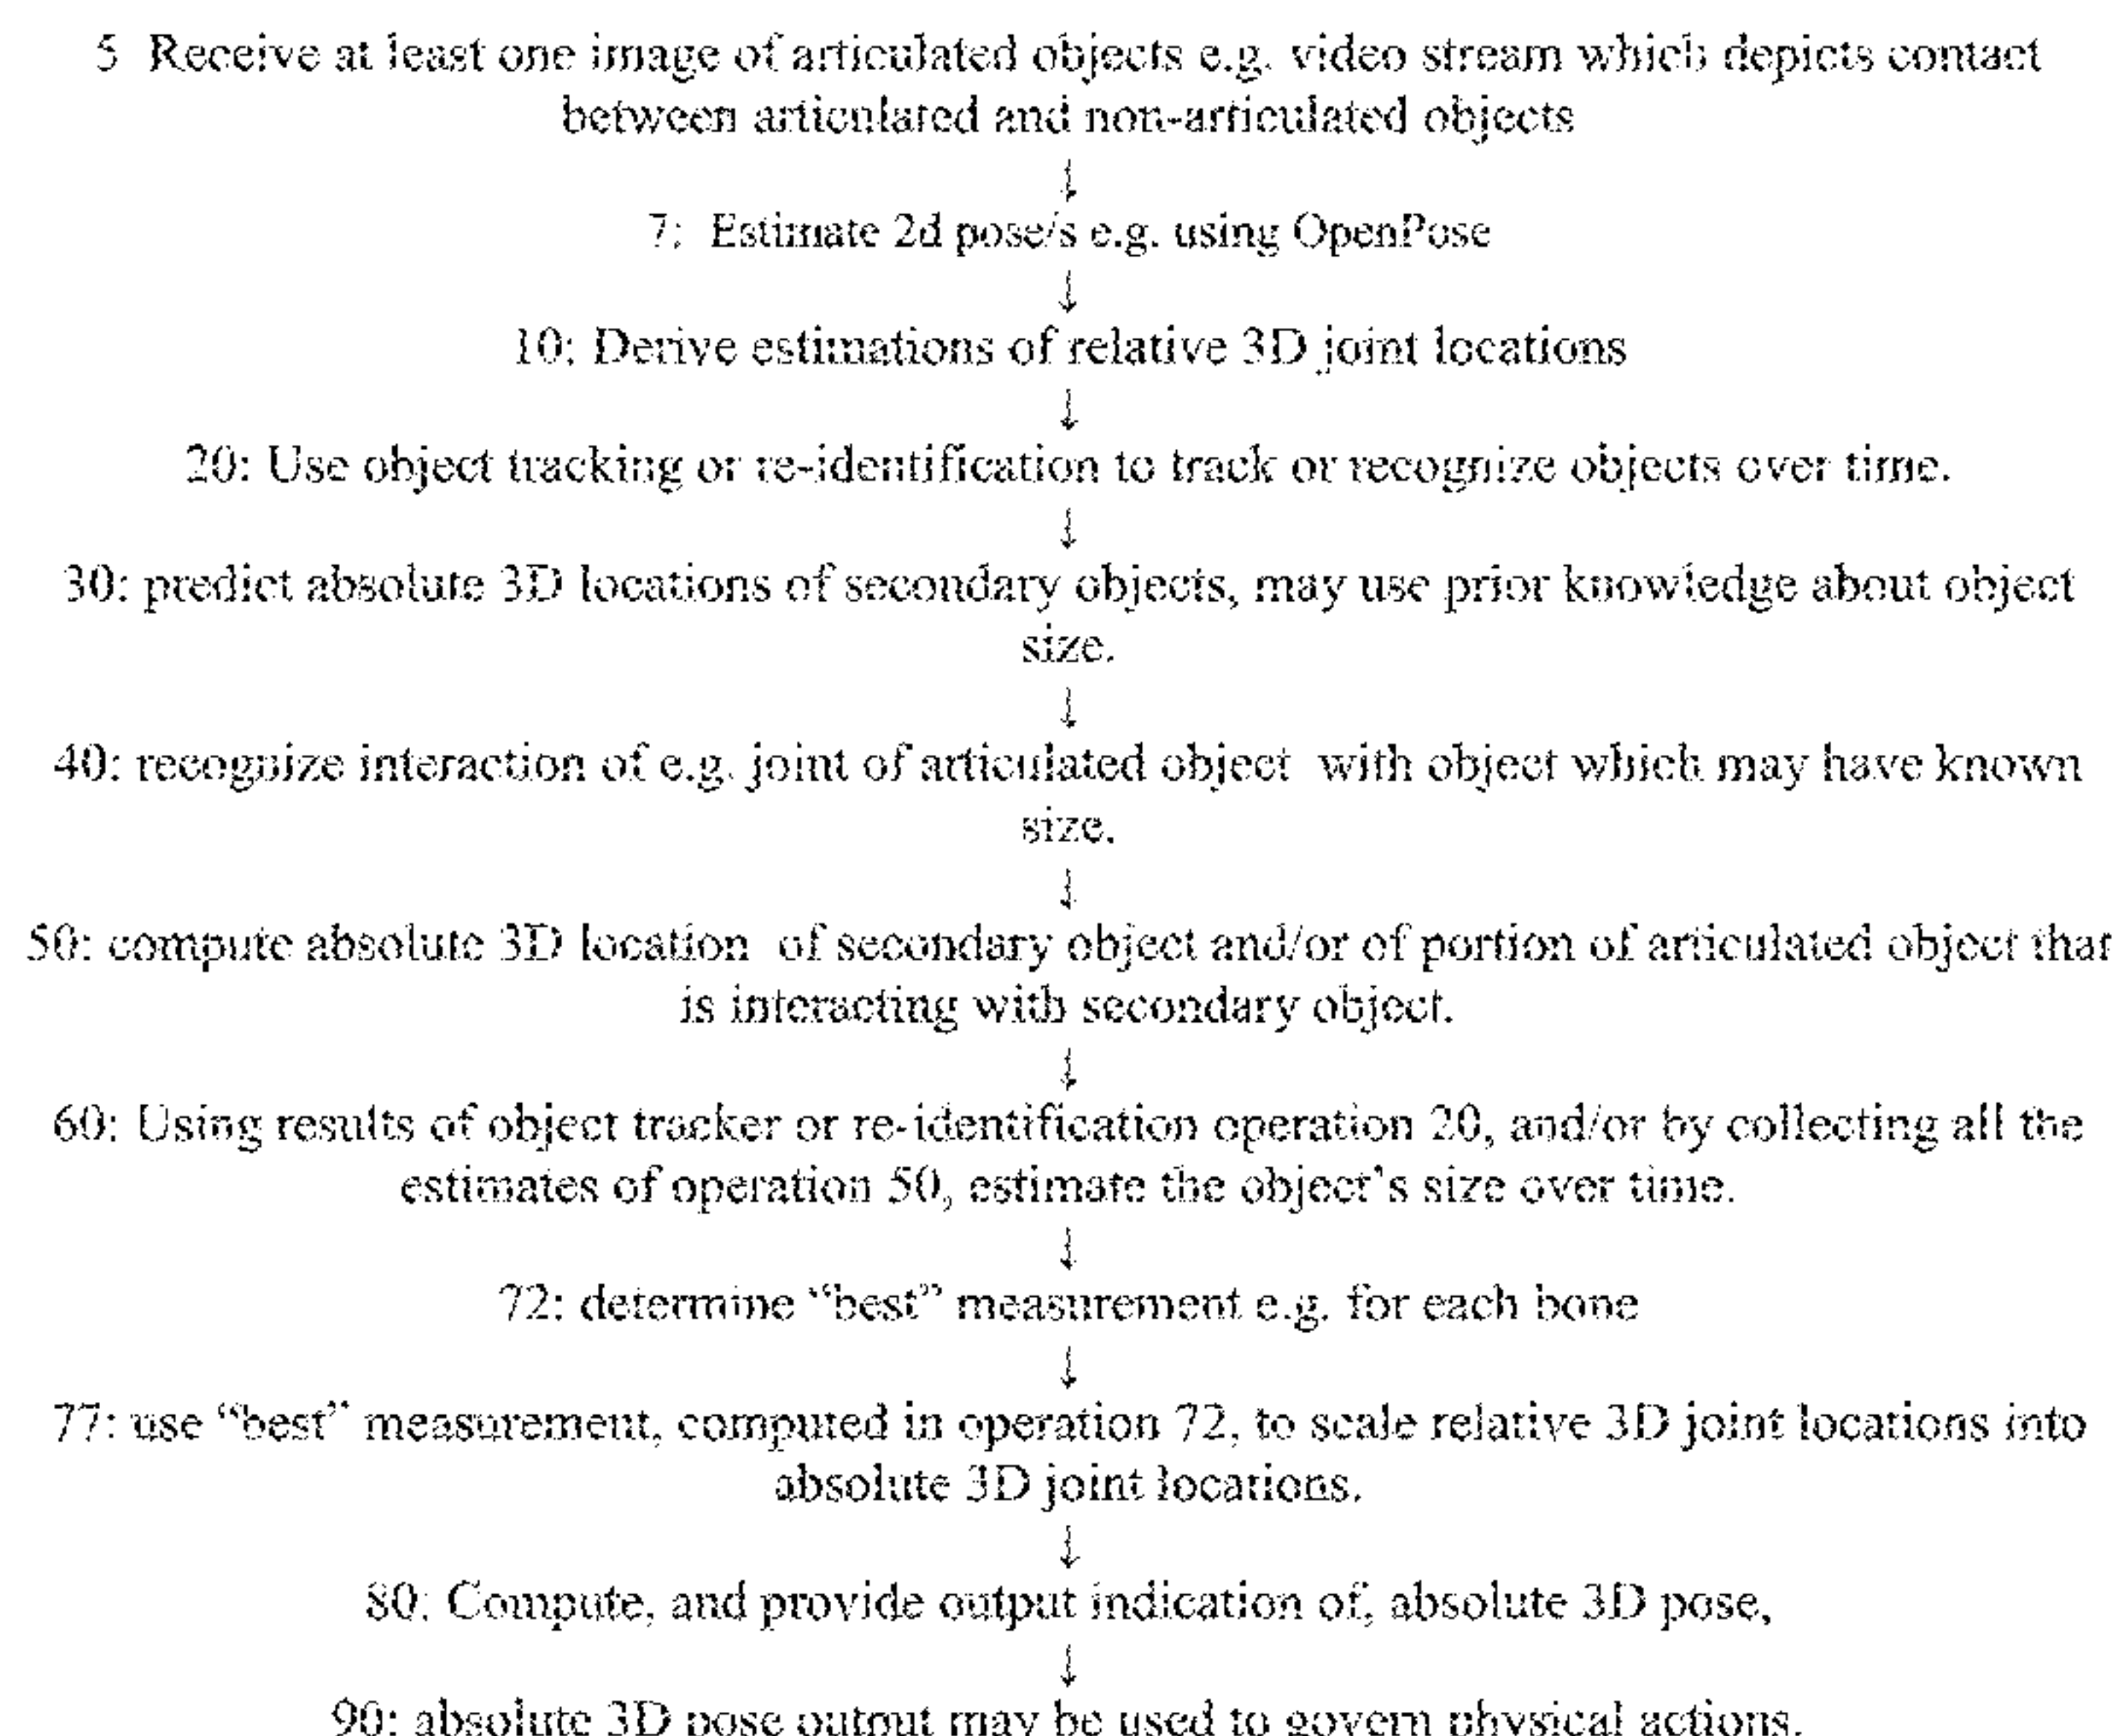 5 Receive at least one image of articulated objects e.g. video stream which depicts contact
between articulated and non-articulated objects
↓
7: Estimate 2d pose/s e.g. using OpenPose
↓
10: Derive estimations of relative 3D joint locations
↓
20: Use object tracking or re-identification to track or recognize objects over time.
↓
30: predict absolute 3D locations of secondary objects, may use prior knowledge about object
size.
↓
40: recognize interaction of e.g. joint of articulated object with object which may have known
size.
↓
50: compute absolute 3D location of secondary object and/or of portion of articulated object that
is interacting with secondary object.
↓
60: Using results of object tracker or re-identification operation 20, and/or by collecting all the
estimates of operation 50, estimate the object's size over time.
↓
72: determine “best” measurement e.g. for each bone
↓
77: use “best” measurement, computed in operation 72, to scale relative 3D joint locations into
absolute 3D joint locations.
↓
80: Compute, and provide output indication of, absolute 3D pose,
↓
90: absolute 3D pose output may be used to govern physical actions.